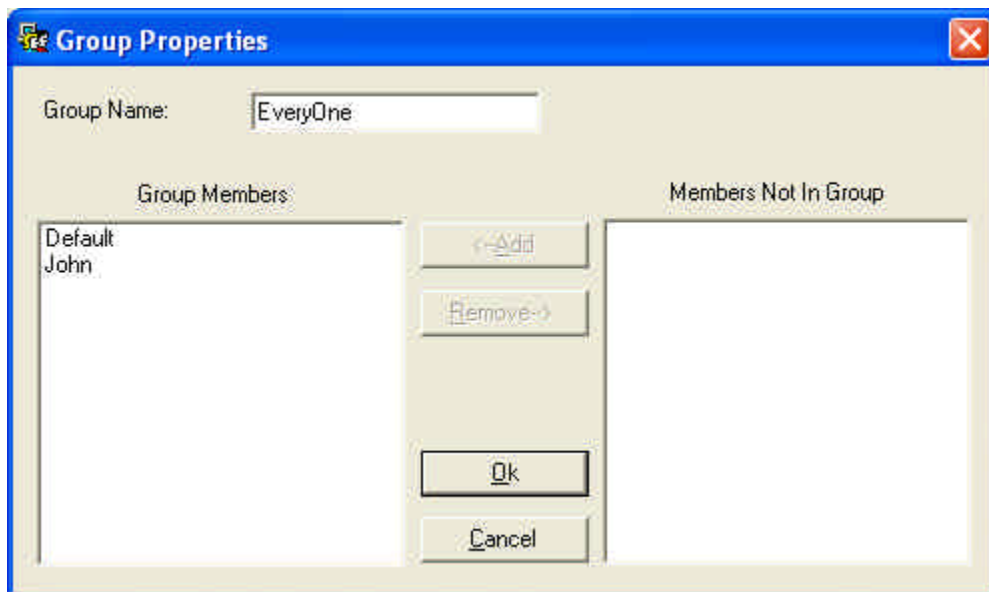 Group Properties
Group Name: EveryOne
Group Members
Members Not In Group
Default
John
<-Add
Remove->
Ok
Cancel